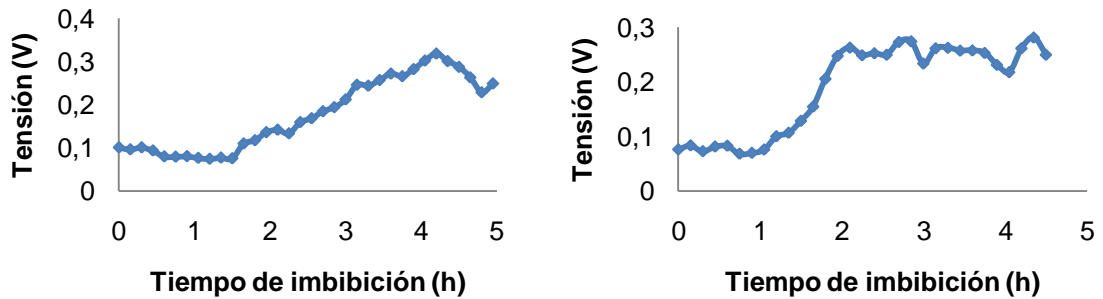 Tensión (V)
0,4
0,3
0,2
0,1
0
0 1 2 3 4 5
Tiempo de imbibición (h)
Tensión (V)
0,3
0,2
0,1
0
0 1 2 3 4 5
Tiempo de imbibición (h)